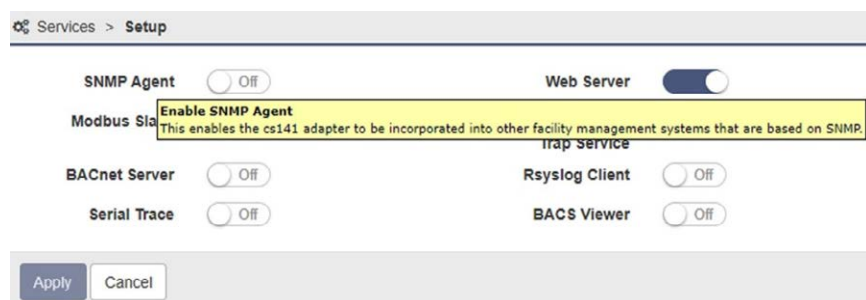 Services > Setup
SNMP Agent Off Web Server
Enable SNMP Agent
Modbus Sla
This enables the cs141 adapter to be incorporated into other facility management systems that are based on SNMP.
Trap Service
BACnet Server Off Rsyslog Client Off
Serial Trace Off BACS Viewer Off
Apply Cancel